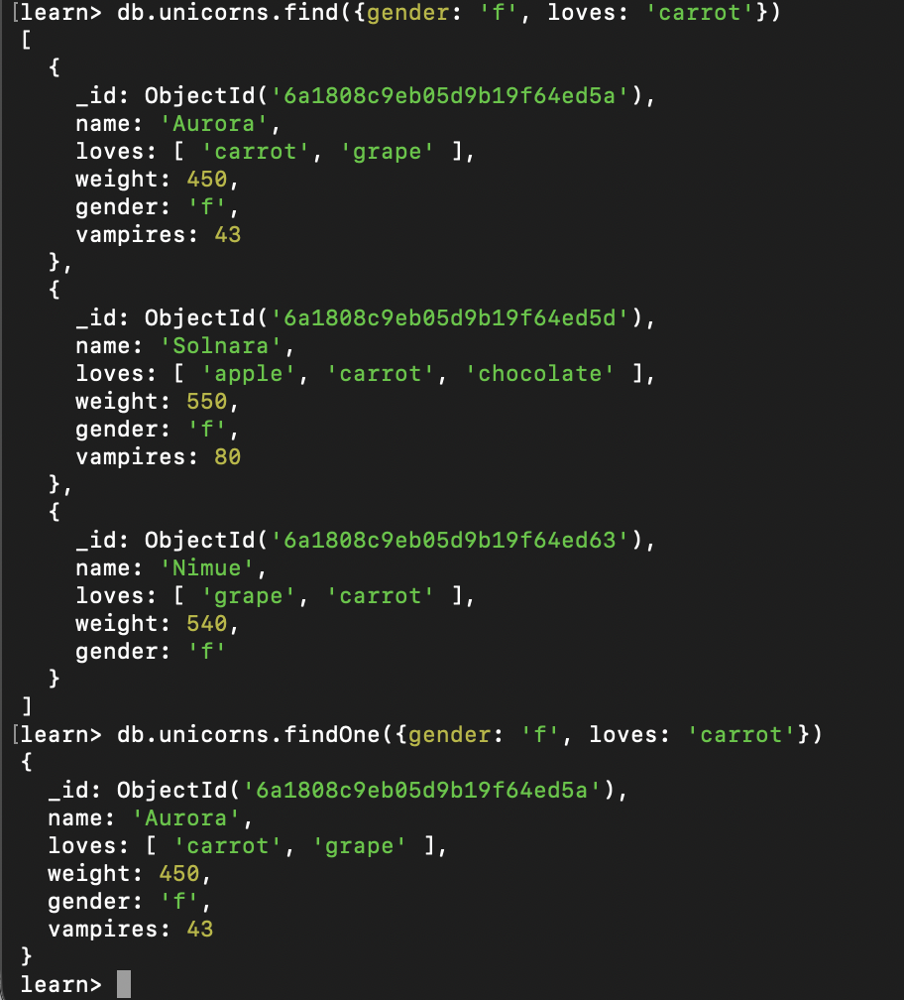 [learn> db.unicorns.find({gender: 'f', loves: 'carrot'})
[
  {
    _id: ObjectId('6a1808c9eb05d9b19f64ed5a'),
    name: 'Aurora',
    loves: [ 'carrot', 'grape' ],
    weight: 450,
    gender: 'f',
    vampires: 43
  },
  {
    _id: ObjectId('6a1808c9eb05d9b19f64ed5d'),
    name: 'Solnara',
    loves: [ 'apple', 'carrot', 'chocolate' ],
    weight: 550,
    gender: 'f',
    vampires: 80
  },
  {
    _id: ObjectId('6a1808c9eb05d9b19f64ed63'),
    name: 'Nimue',
    loves: [ 'grape', 'carrot' ],
    weight: 540,
    gender: 'f'
  }
]
[learn> db.unicorns.findOne({gender: 'f', loves: 'carrot'})
{
  _id: ObjectId('6a1808c9eb05d9b19f64ed5a'),
  name: 'Aurora',
  loves: [ 'carrot', 'grape' ],
  weight: 450,
  gender: 'f',
  vampires: 43
}
learn>